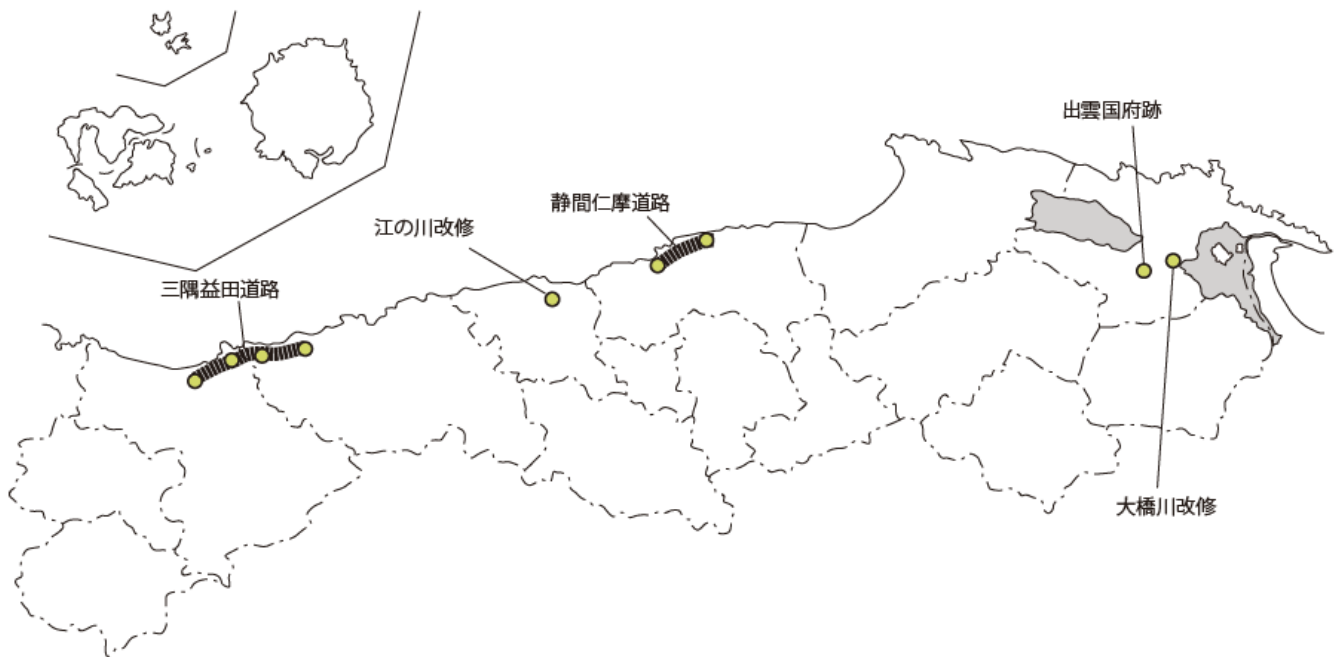 出雲国府跡
静間仁摩道路
江の川改修
三隅益田道路
大橋川改修